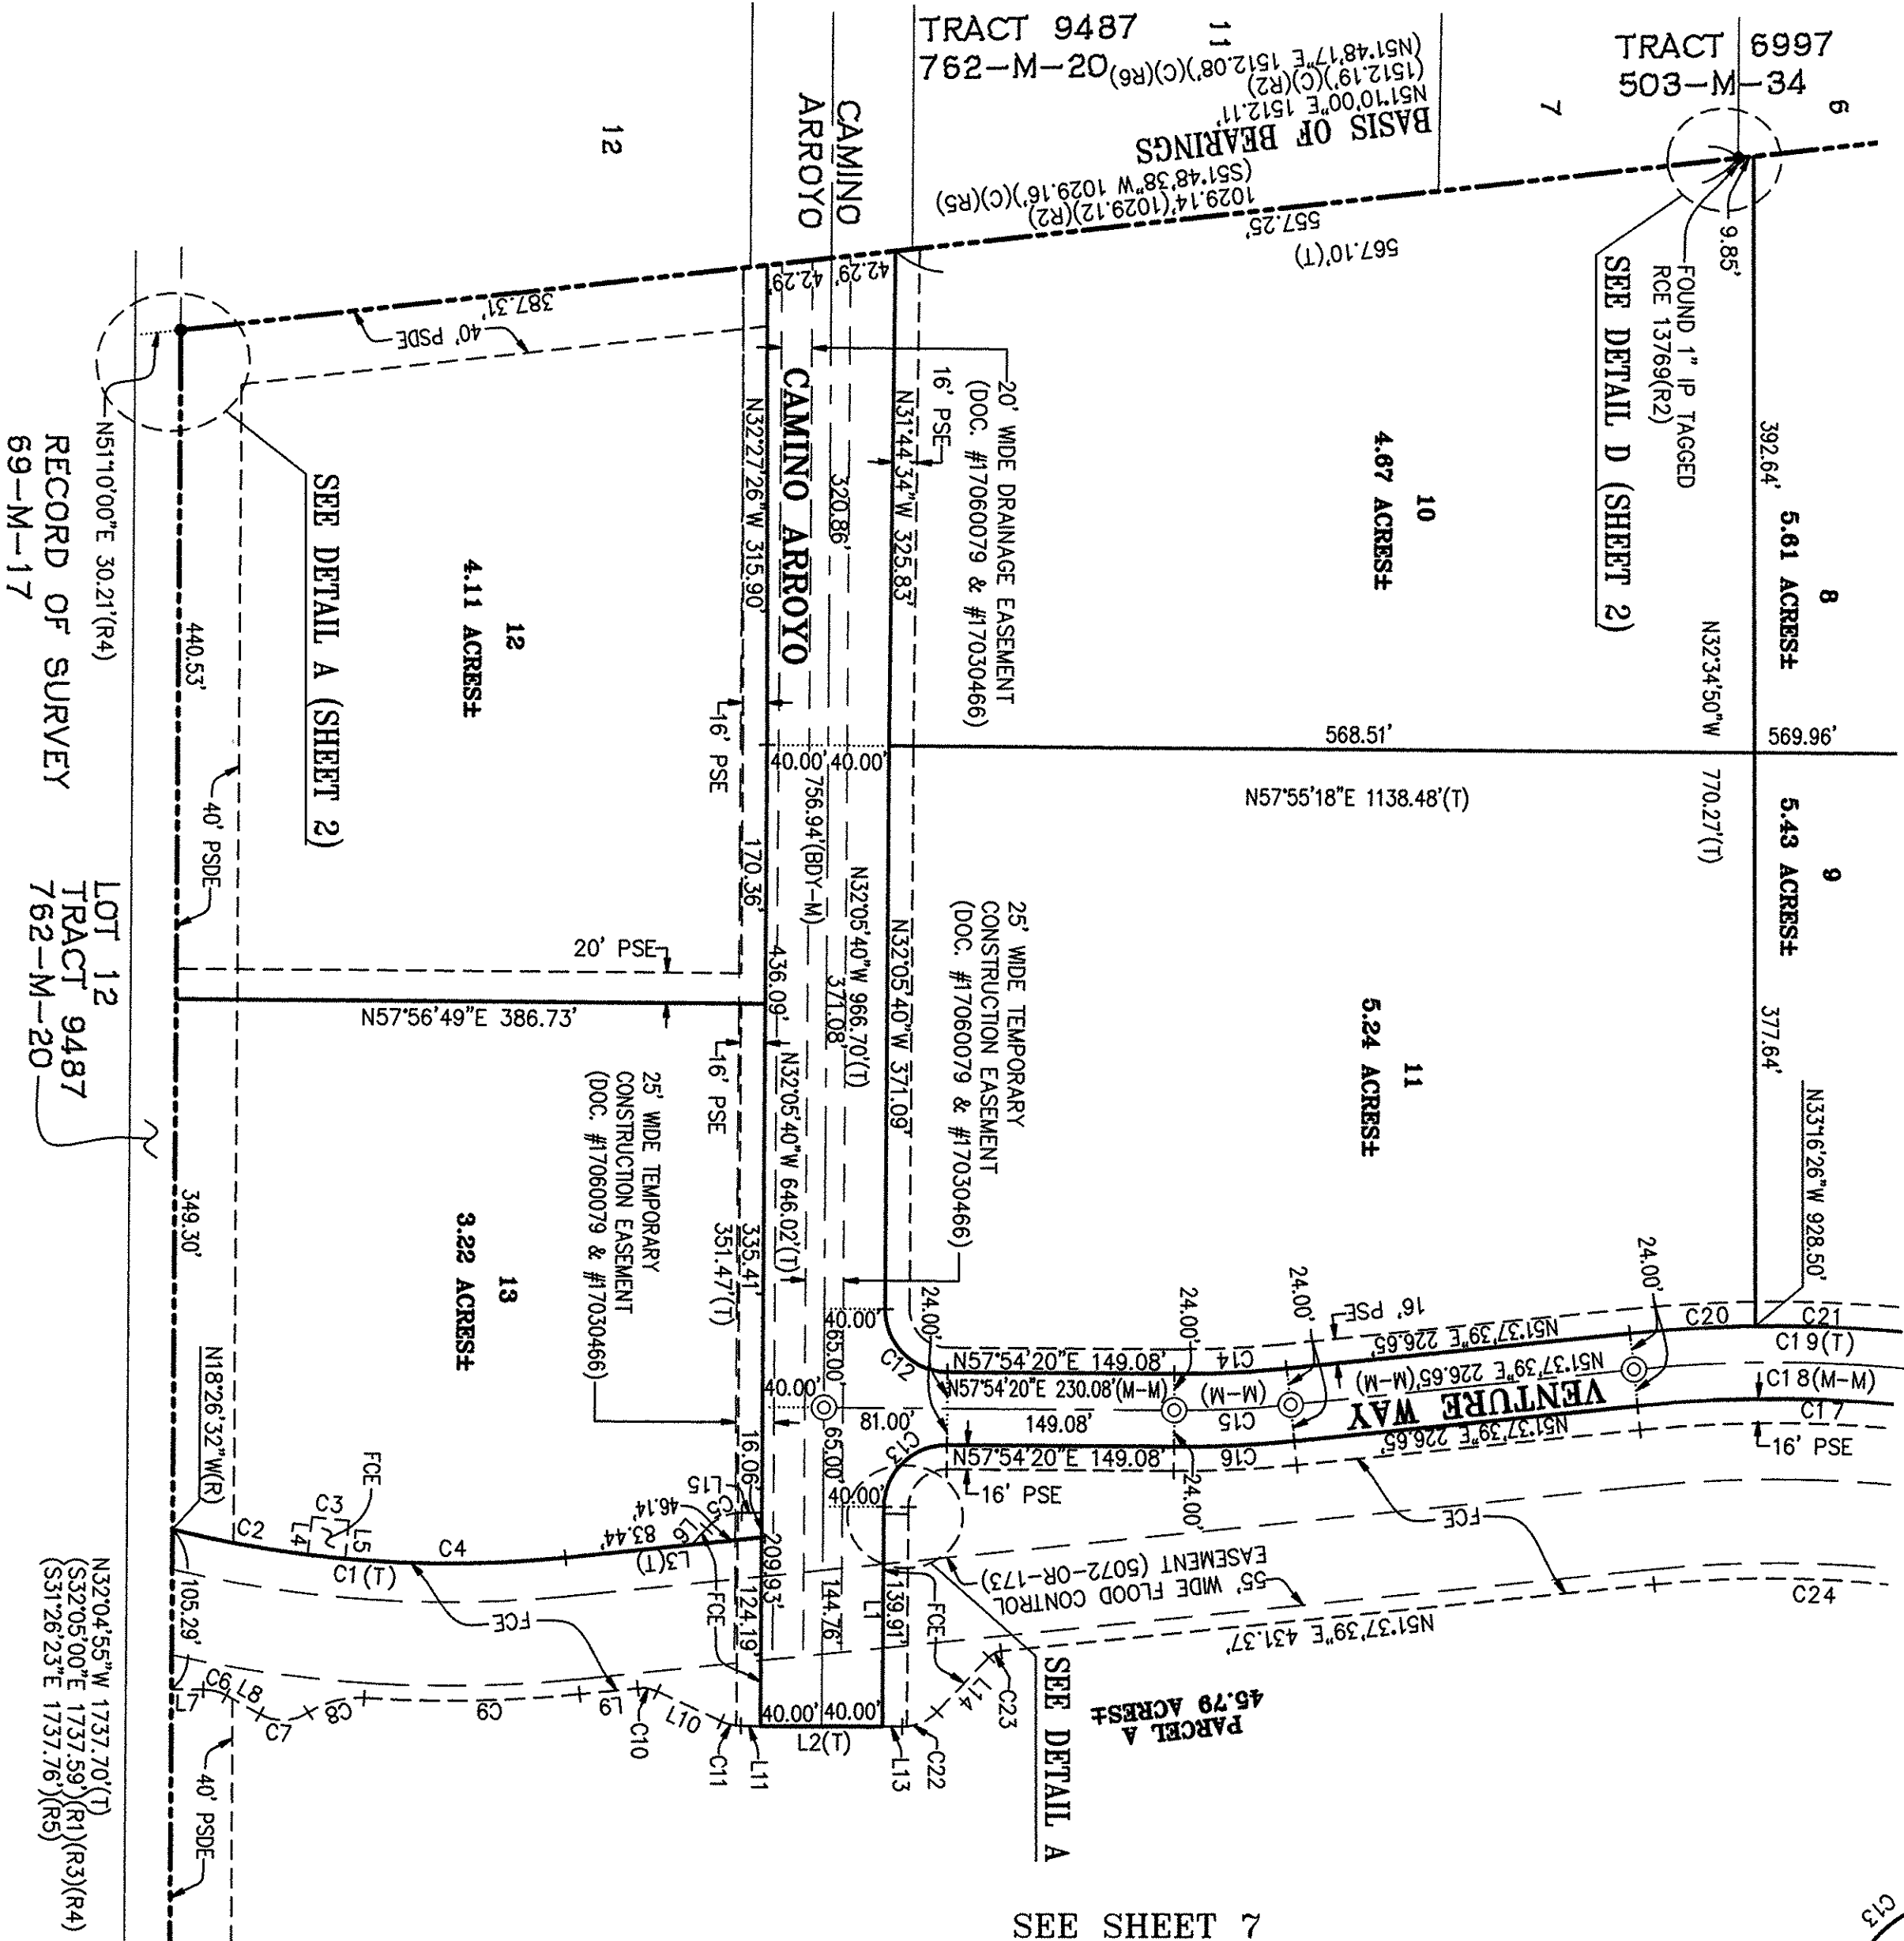 TRACT 9487
762-M-20
11
(N51°48'17"E 1512.08')(C)(R6)
(1512.19')(C)(R2)
N51°10'00"E 1512.11'
BASIS OF BEARINGS
1029.14'(1029.12)(R2)
(S51°48'38"W 1029.16')(C)(R5)
557.25'
567.10'(T)
TRACT 6997
503-M-34
6
7
12
CAMINO
ARROYO
9.85'
FOUND 1" IP TAGGED
RCE 13769(R2)
SEE DETAIL D (SHEET 2)
392.64'
8
5.61 ACRES±
N32°34'50"W 770.27'(T)
569.96'
568.51'
N57°55'18"E 1138.48'(T)
9
5.43 ACRES±
377.64'
N33°16'26"W 928.50'
10
4.67 ACRES±
11
5.24 ACRES±
42.29'
42.29'
387.31'
40' PSDE
20' WIDE DRAINAGE EASEMENT
(DOC. #17060079 & #17030466)
16' PSE
N31°44'34"W 325.83'
320.86'
CAMINO ARROYO
N32°27'26"W 315.90'
SEE DETAIL A (SHEET 2)
12
4.11 ACRES±
16' PSE
N51°10'00"E 30.21'(R4)
RECORD OF SURVEY
69-M-17
440.53'
40' PSDE
40.00'
40.00'
756.94'(BDY-M)
170.36'
436.09'
N32°05'40"W 966.70'(T)
371.08'
N32°05'40"W 371.09'
N32°05'40"W 646.02'(T)
25' WIDE TEMPORARY
CONSTRUCTION EASEMENT
(DOC. #17060079 & #17030466)
20' PSE
N57°56'49"E 386.73'
16' PSE
25' WIDE TEMPORARY
CONSTRUCTION EASEMENT
(DOC. #17060079 & #17030466)
335.41'
351.47'(T)
LOT 12
TRACT 9487
762-M-20
349.30'
13
3.22 ACRES±
N18°26'32"W(R)
24.00'
24.00'
24.00'
24.00'
24.00'
16' PSE
N51°37'39"E 226.65'
N51°37'39"E 226.65'(M-M)
VENTURE WAY
N51°37'39"E 226.65'
C20
C21
C19(T)
C18(M-M)
C17
16' PSE
C12
N57°54'20"E 149.08'
C14
N57°54'20"E 230.08'(M-M)
(M-M)
C15
81.00'
149.08'
C13
N57°54'20"E 149.08'
C16
16' PSE
40.00'
65.00'
40.00'
65.00'
40.00'
16.06'
FCE
C2
C3
L4
L5
C4
C1(T)
L3(T)
83.44'
46.14'
L6
C5
L15
FCE
FCE
FCE
209.93'
124.19'
144.76'
139.91'
L1
FCE
55' WIDE FLOOD CONTROL
EASEMENT (5072-OR-173)
N51°37'39"E 431.37'
C24
105.29'
L7
C6
L8
C7
C8
C9
L9
C10
L10
C11
L11
40.00'
40.00'
L2(T)
L13
C22
L14
C23
40' PSDE
SEE DETAIL A
PARCEL A
45.79 ACRES±
N32°04'55"W 1737.70'(T)
(S32°05'00"E 1737.59')(R1)(R3)(R4)
(S31°26'23"E 1737.76')(R5)
SEE SHEET 7
C13